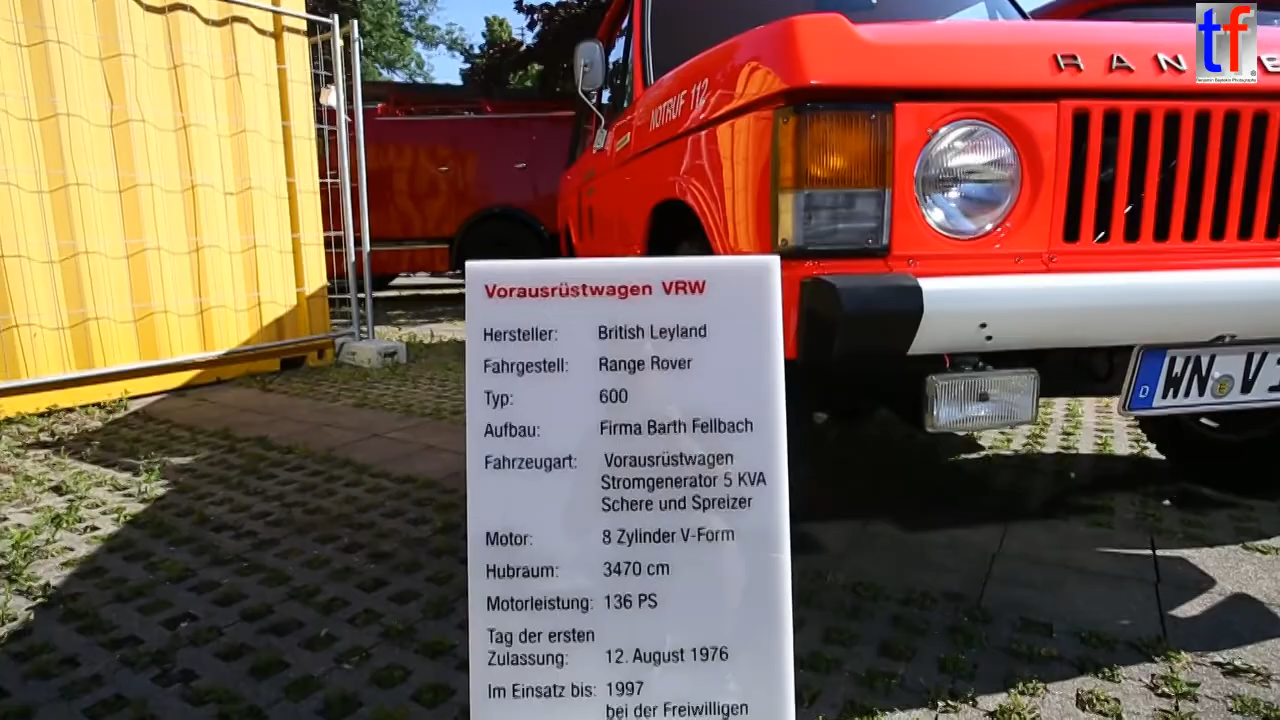 tf
NOTRUF 112
RAN
D WN V
Vorausrüstwagen VRW
Hersteller: British Leyland
Fahrgestell: Range Rover
Typ: 600
Aufbau: Firma Barth Fellbach
Fahrzeugart: Vorausrüstwagen
Stromgenerator 5 KVA
Schere und Spreizer
Motor: 8 Zylinder V-Form
Hubraum: 3470 cm
Motorleistung: 136 PS
Tag der ersten
Zulassung: 12. August 1976
Im Einsatz bis: 1997
bei der Freiwilligen